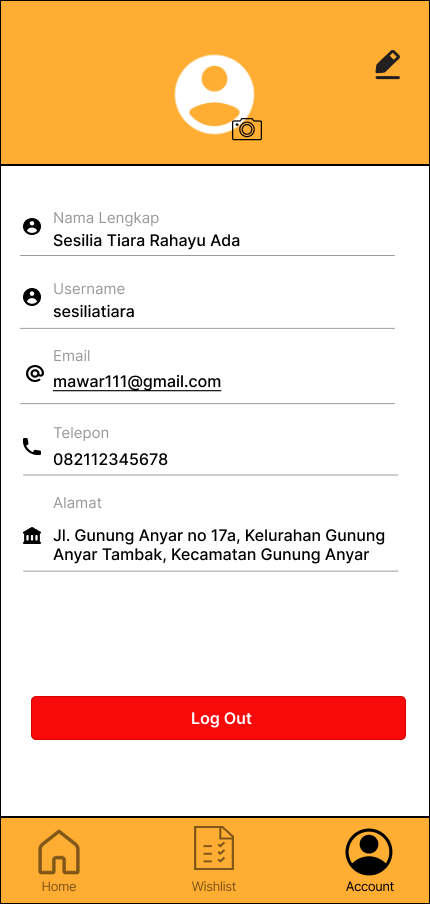 Nama Lengkap
Sesilia Tiara Rahayu Ada
Username
sesiliatiara
Email
mawar111@gmail.com
Telepon
082112345678
Alamat
Jl. Gunung Anyar no 17a, Kelurahan Gunung
Anyar Tambak, Kecamatan Gunung Anyar
Log Out
Home
Wishlist
Account